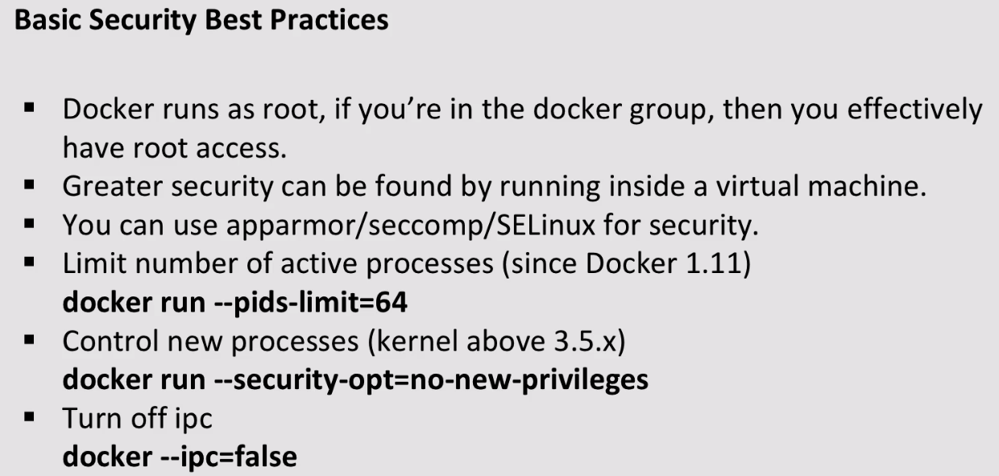 Basic Security Best Practices
▪ Docker runs as root, if you’re in the docker group, then you effectively
have root access.
▪ Greater security can be found by running inside a virtual machine.
▪ You can use apparmor/seccomp/SELinux for security.
▪ Limit number of active processes (since Docker 1.11)
docker run --pids-limit=64
▪ Control new processes (kernel above 3.5.x)
docker run --security-opt=no-new-privileges
▪ Turn off ipc
docker --ipc=false